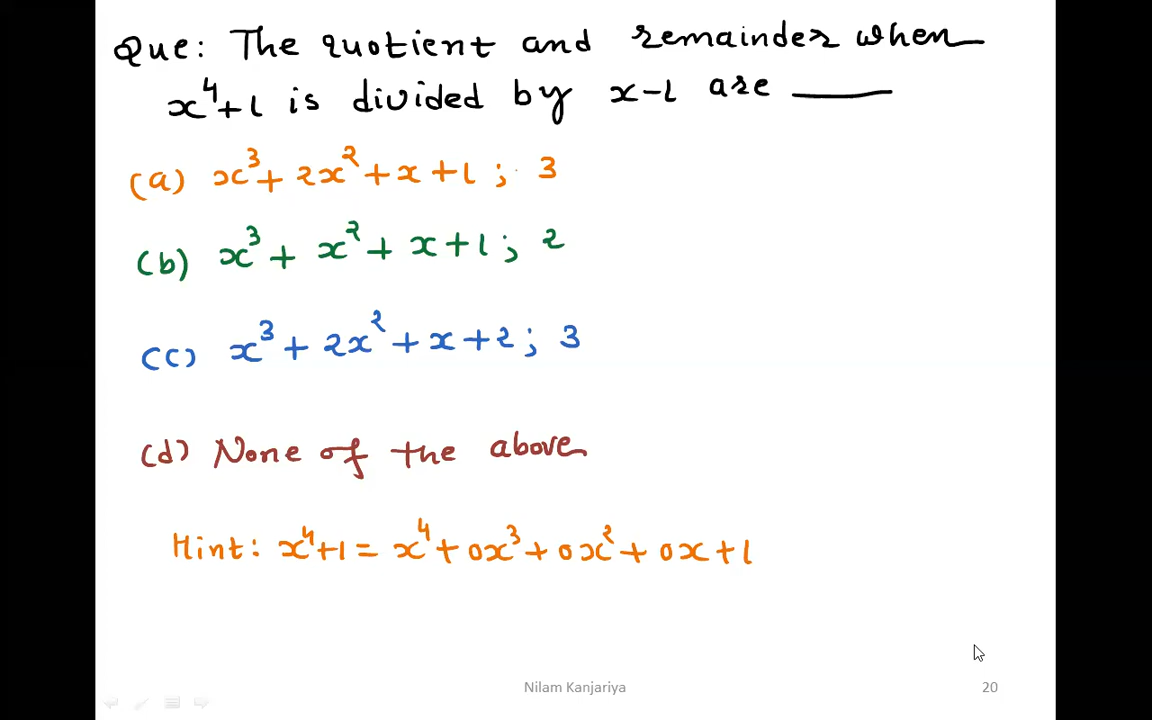 Que: The quotient and remainder when
x⁴+1 is divided by x-1 are ____
(a) x³+2x²+x+1; 3
(b) x³+x²+x+1; 2
(c) x³+2x²+x+2; 3
(d) None of the above
Hint: x⁴+1 = x⁴+0x³+0x²+0x+1
Nilam Kanjariya
20